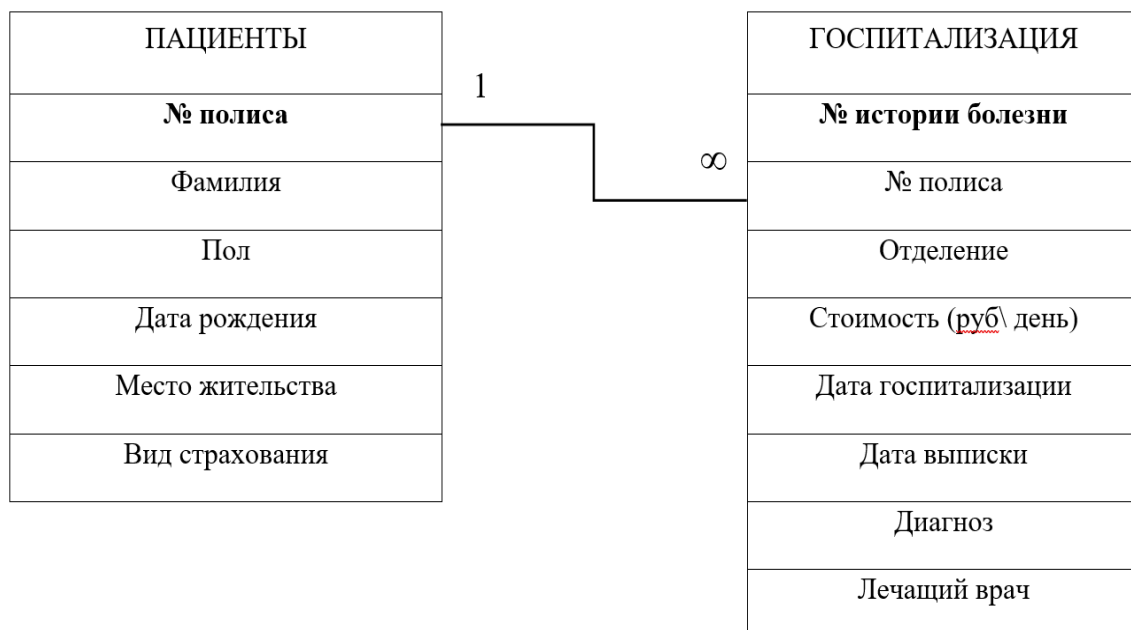 ПАЦИЕНТЫ
№ полиса
Фамилия
Пол
Дата рождения
Место жительства
Вид страхования
1
∞
ГОСПИТАЛИЗАЦИЯ
№ истории болезни
№ полиса
Отделение
Стоимость (руб\ день)
Дата госпитализации
Дата выписки
Диагноз
Лечащий врач